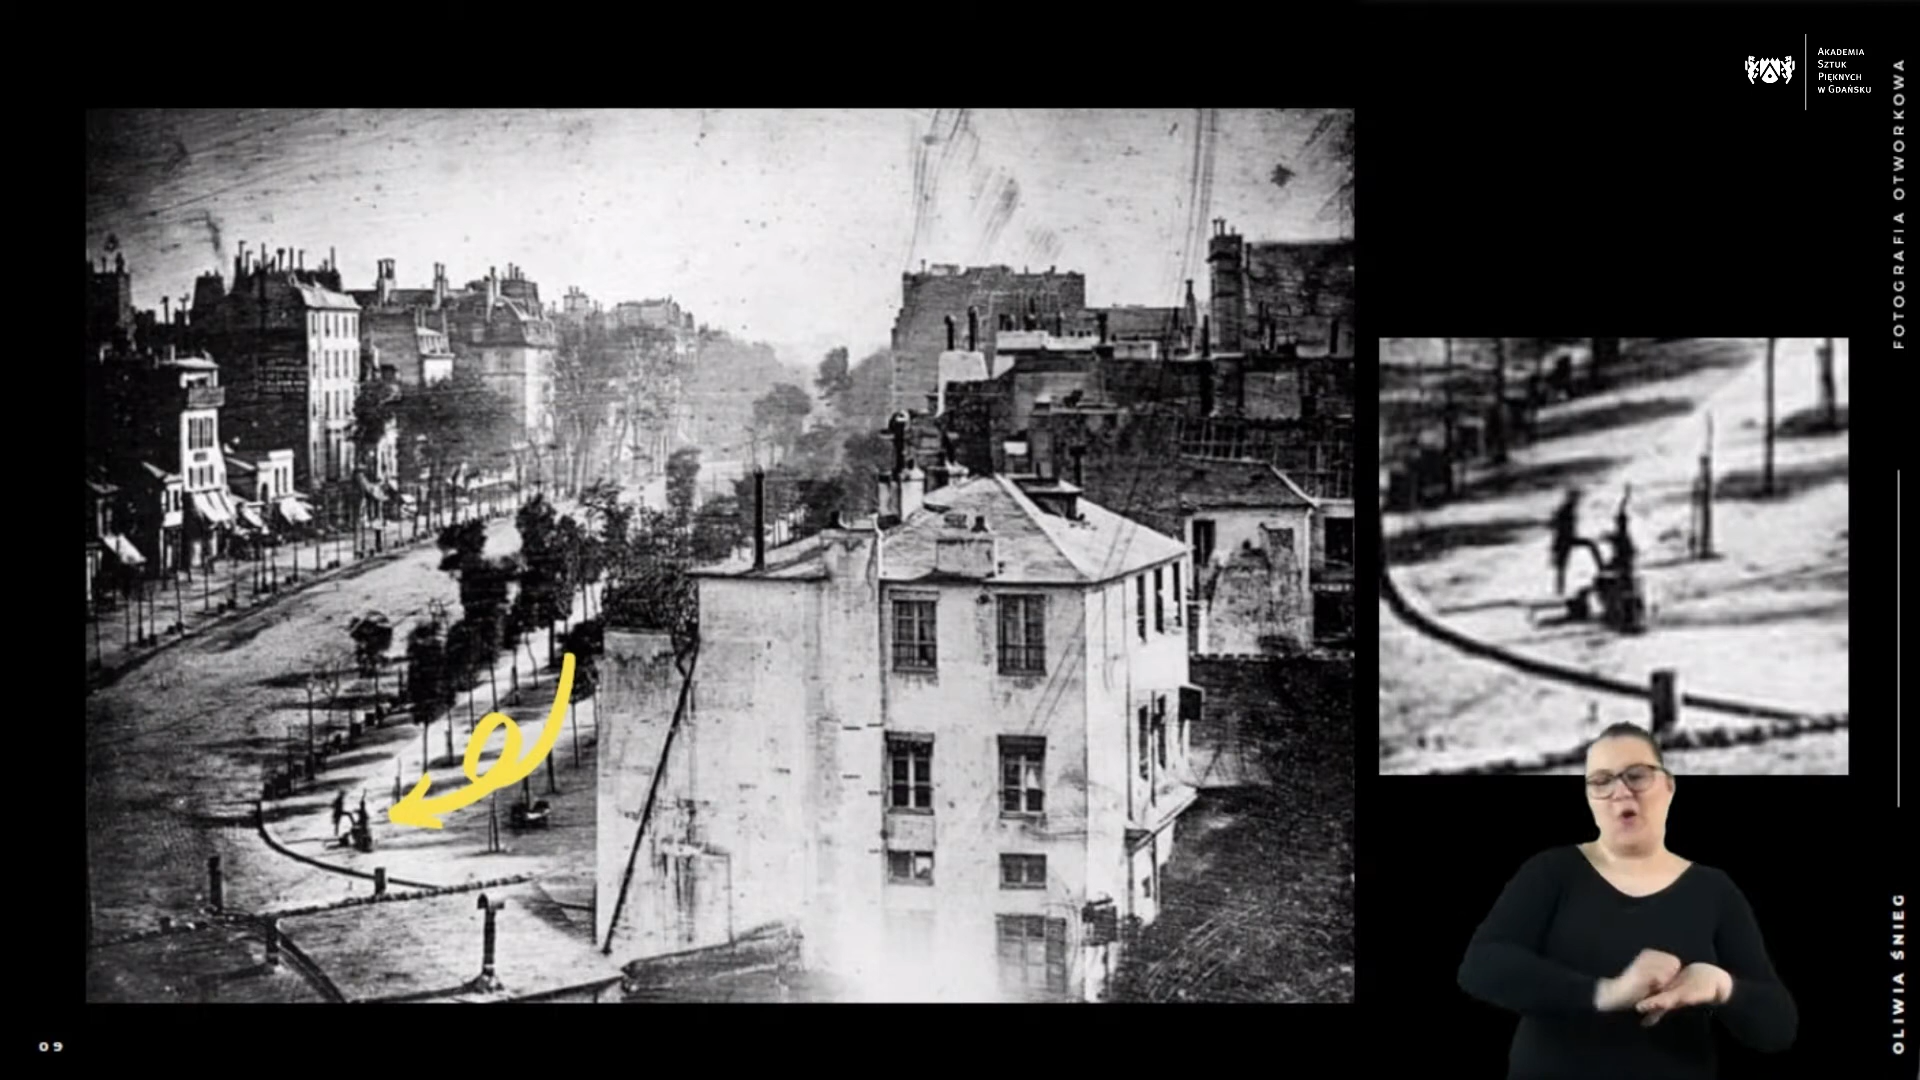 Akademia
Sztuk
Pięknych
w Gdańsku
FOTOGRAFIA OTWORKOWA
OLIWIA ŚNIEG
09